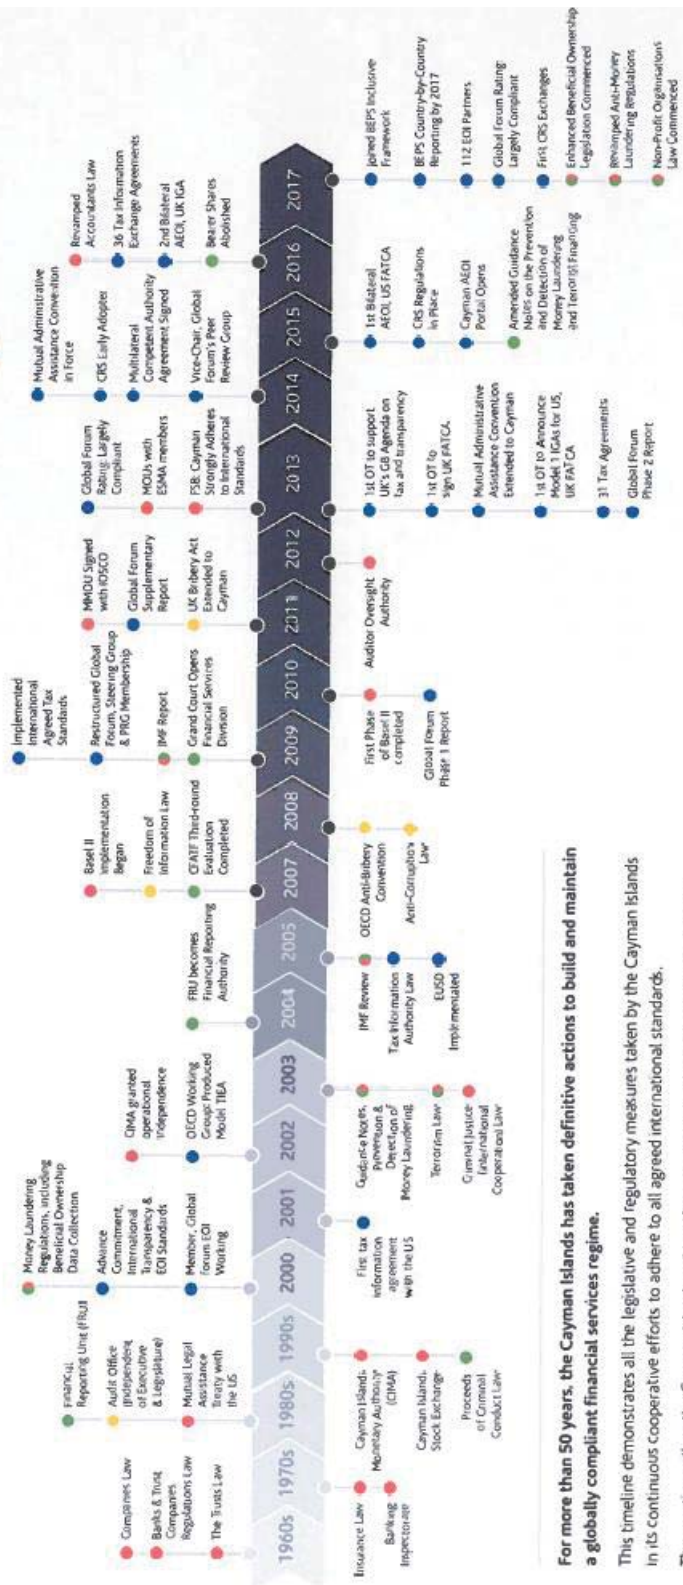 Companies Law
Banks & Trust
Companies
Regulations Law
The Trusts Law
Financial
Reporting Unit (FRU)
Audit Office
(Independent
of Executive
& Legislature)
Mutual Legal
Assistance
Treaty with
the US
Money Laundering
Regulations, including
Beneficial Ownership
Data Collection
Advance
Commitment,
International
Transparency &
EOI Standards
Member, Global
Forum EOI
Working
CIMA granted
operational
independence
OECD Working
Group: Produced
Model TIEA
FRU becomes
Financial Reporting
Authority
Basel II
Implementation
Began
Freedom of
Information Law
CFATF Third-round
Evaluation
Completed
Implemented
International
Agreed Tax
Standards
Restructured Global
Forum, Steering Group
& PRG Membership
IMF Report
Grand Court Opens
Financial Services
Division
MMOU Signed
with IOSCO
Global Forum
Supplementary
Report
UK Bribery Act
Extended to
Cayman
Global Forum
Rating: Largely
Compliant
MOUs with
ESMA members
FSB: Cayman
Strongly Adheres
to International
Standards
Mutual Administrative
Assistance Convention
in Force
CRS Early Adopter
Multilateral
Competent Authority
Agreement Signed
Vice-Chair, Global
Forum's Peer
Review Group
Revamped
Accountants Law
36 Tax Information
Exchange Agreements
2nd Bilateral
AEOI, UK IGA
Bearer Shares
Abolished
1960s
1970s
1980s
1990s
2000
2001
2002
2003
2004
2005
2007
2008
2009
2010
2011
2012
2013
2014
2015
2016
2017
Insurance Law
Banking
Inspectorate
Cayman Islands
Monetary Authority
(CIMA)
Cayman Islands
Stock Exchange
Proceeds
of Criminal
Conduct Law
First tax
information
agreement
with the US
Guidance Notes,
Prevention &
Detection of
Money Laundering
Terrorism Law
Criminal Justice
(International
Cooperation) Law
IMF Review
Tax Information
Authority Law
EUSD
Implementated
OECD Anti-Bribery
Convention
Anti-Corruption
Law
First Phase
of Basel II
completed
Global Forum
Phase 1 Report
Auditor Oversight
Authority
1st OT to support
UK's G8 Agenda on
Tax and transparency
1st OT to
sign UK FATCA
Mutual Administrative
Assistance Convention
Extended to Cayman
1st OT to Announce
Model 1 IGAs for US,
UK FATCA
31 Tax Agreements
Global Forum
Phase 2 Report
1st Bilateral
AEOI, US FATCA
CRS Regulations
in Place
Cayman AEOI
Portal Opens
Amended Guidance
Notes on the Prevention
and Detection of
Money Laundering
and Terrorist Financing
Joined BEPS Inclusive
Framework
BEPS Country-by-Country
Reporting by 2017
112 EOI Partners
Global Forum Rating:
Largely Compliant
First CRS Exchanges
Enhanced Beneficial Ownership
Legislation Commenced
Revamped Anti-Money
Laundering Regulations
Non-Profit Organisations
Law Commenced
For more than 50 years, the Cayman Islands has taken definitive actions to build and maintain
a globally compliant financial services regime.
This timeline demonstrates all the legislative and regulatory measures taken by the Cayman Islands
in its continuous cooperative efforts to adhere to all agreed international standards.